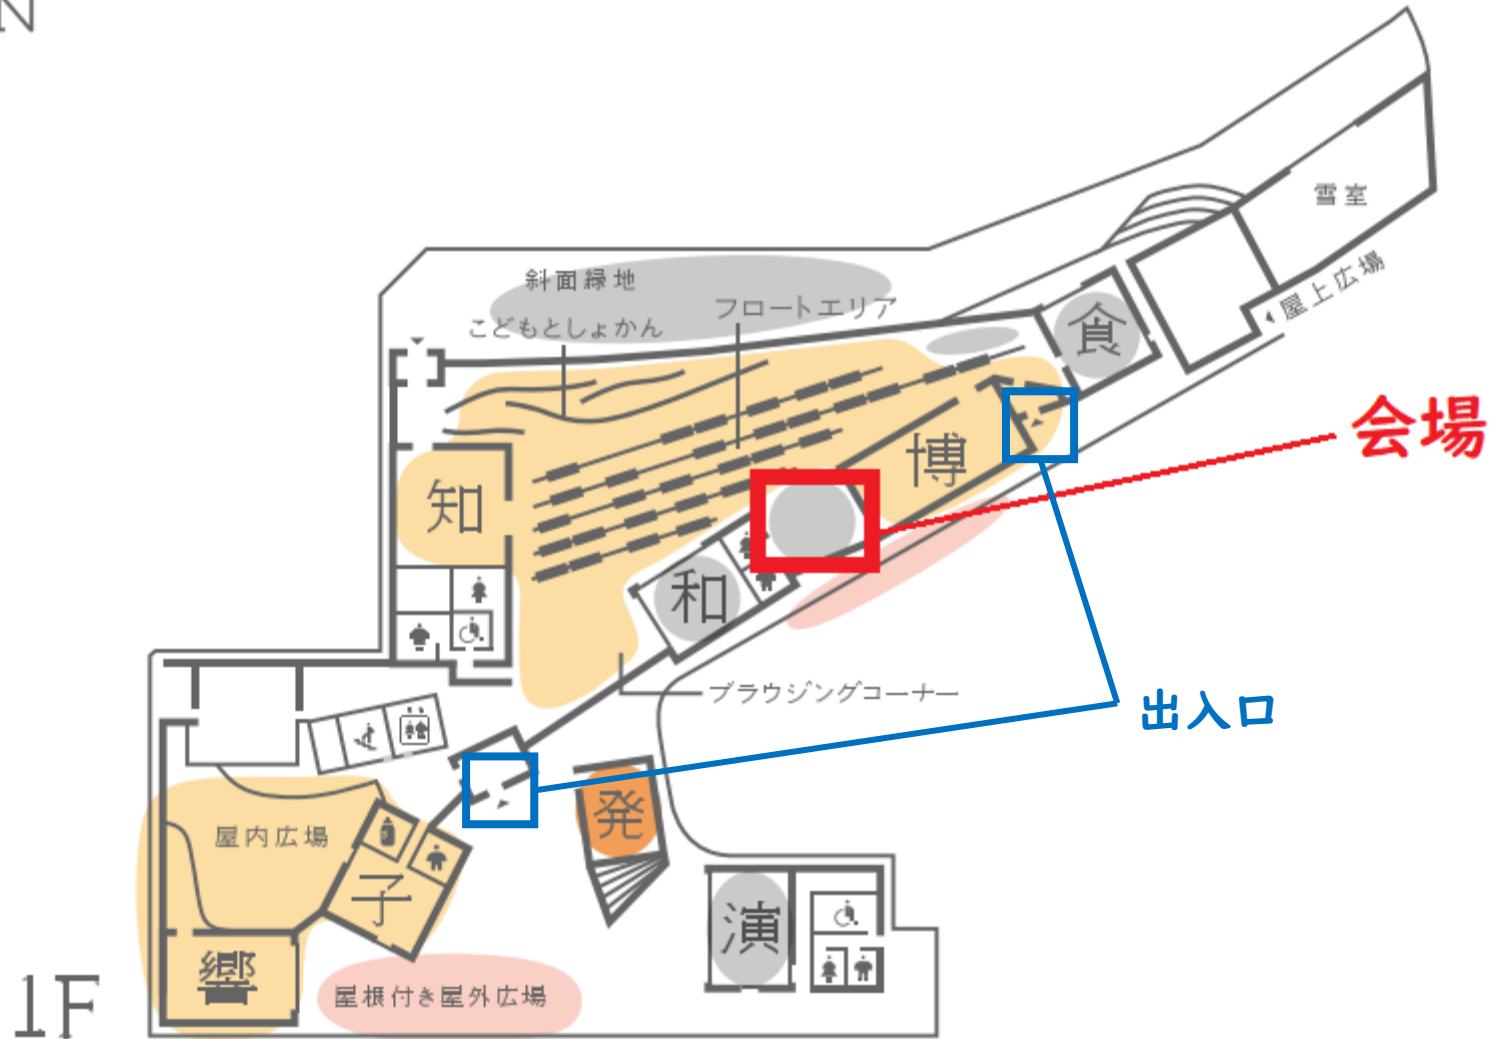 N
雪室
屋上広場
斜面緑地
フロートエリア
こどもとしょかん
食
会場
博
知
和
ブラウジングコーナー
出入口
発
屋内広場
子
演
響
屋根付き屋外広場
1F